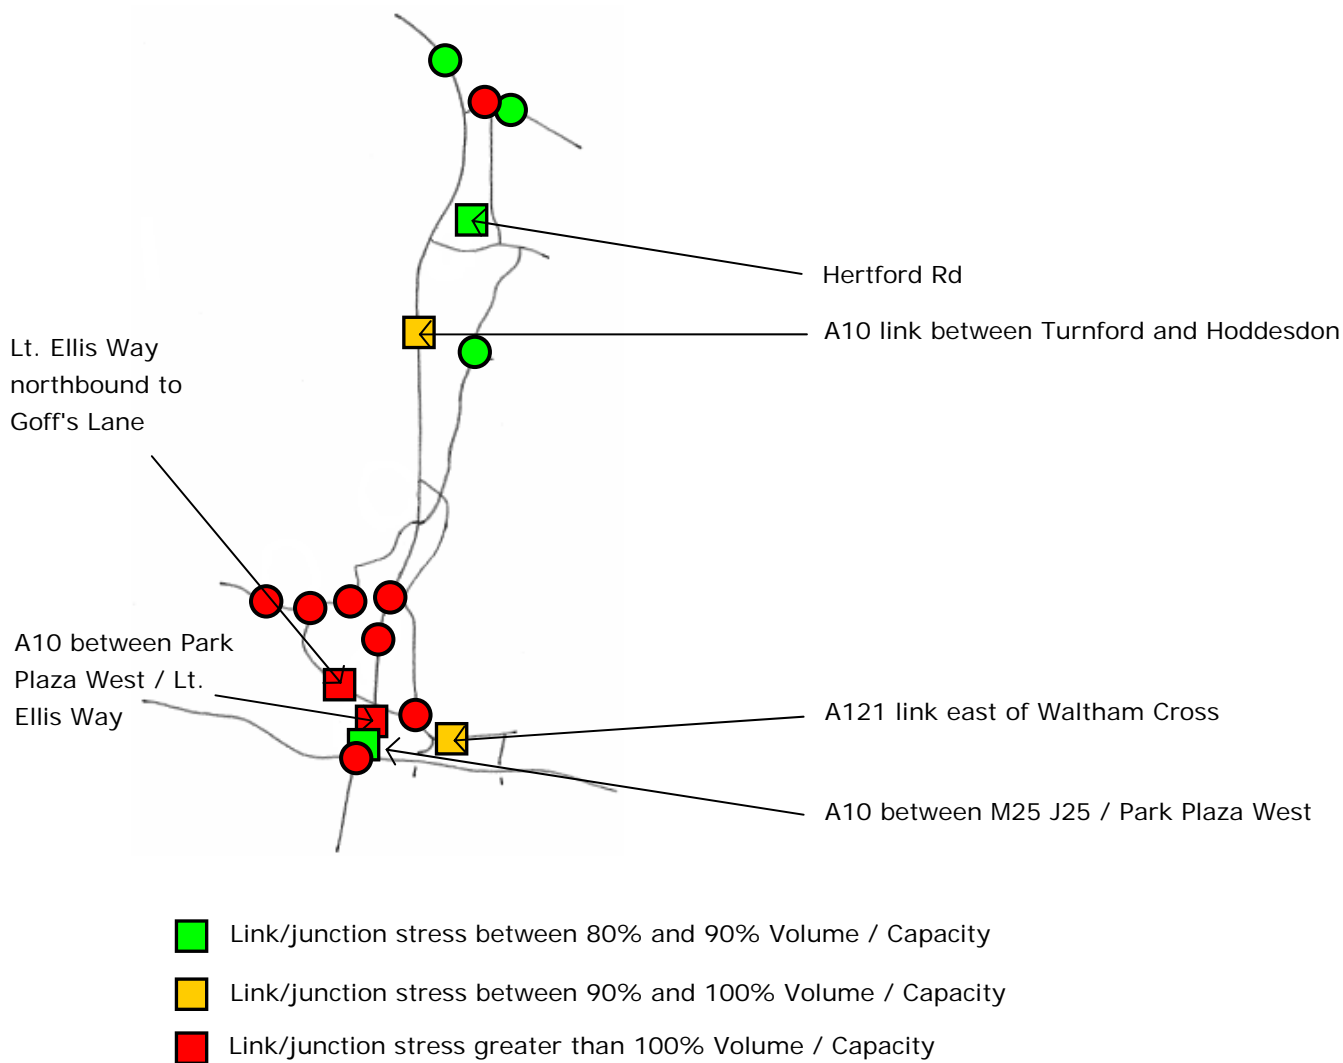 Hertford Rd
A10 link between Turnford and Hoddesdon
Lt. Ellis Way
northbound to
Goff's Lane
A10 between Park
Plaza West / Lt.
Ellis Way
A121 link east of Waltham Cross
A10 between M25 J25 / Park Plaza West
Link/junction stress between 80% and 90% Volume / Capacity
Link/junction stress between 90% and 100% Volume / Capacity
Link/junction stress greater than 100% Volume / Capacity